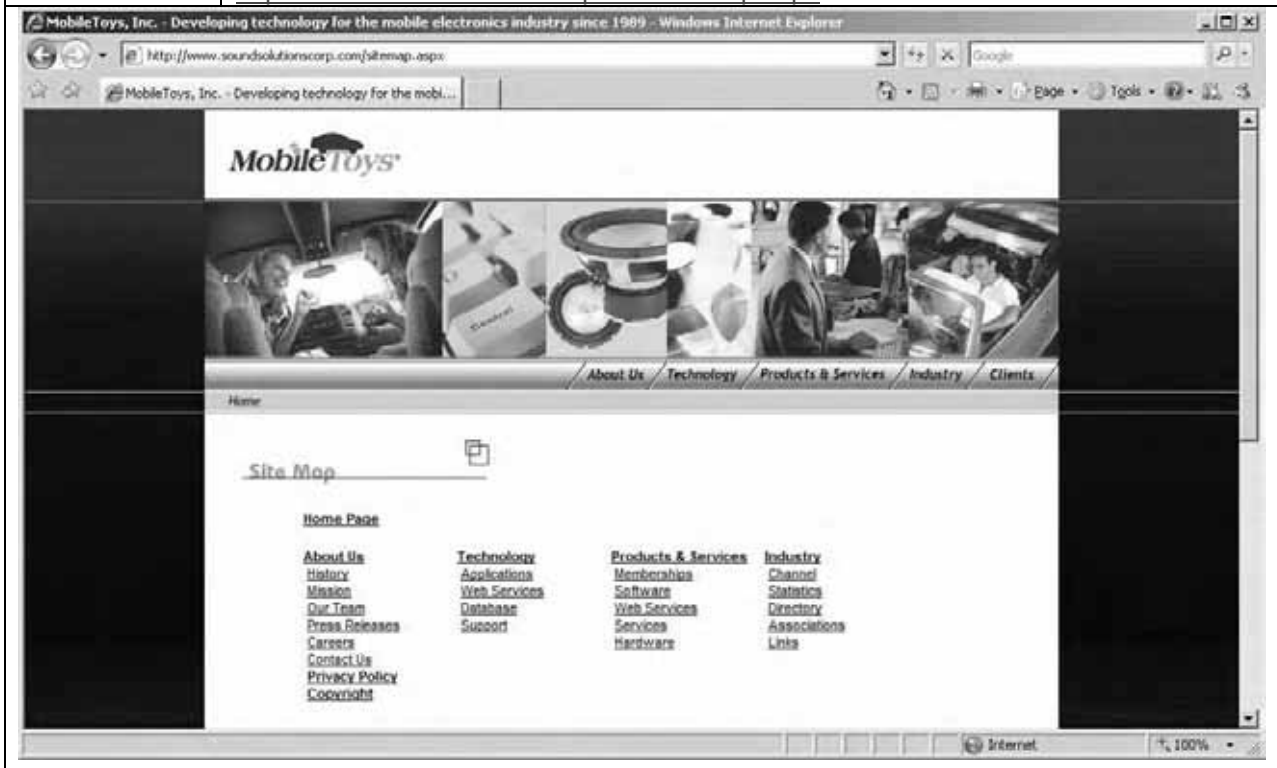 MobileToys, Inc. - Developing technology for the mobile electronics industry since 1989 - Windows Internet Explorer
http://www.soundsolutionscorp.com/sitemap.aspx
Google
MobileToys, Inc. - Developing technology for the mobi...
Page
Tools
MobileToys
About Us
Technology
Products & Services
Industry
Clients
Home
Site Map
Home Page
About Us
History
Mission
Our Team
Press Releases
Careers
Contact Us
Privacy Policy
Copyright
Technology
Applications
Web Services
Database
Support
Products & Services
Memberships
Software
Web Services
Services
Hardware
Industry
Channel
Statistics
Directory
Associations
Links
Internet
100%